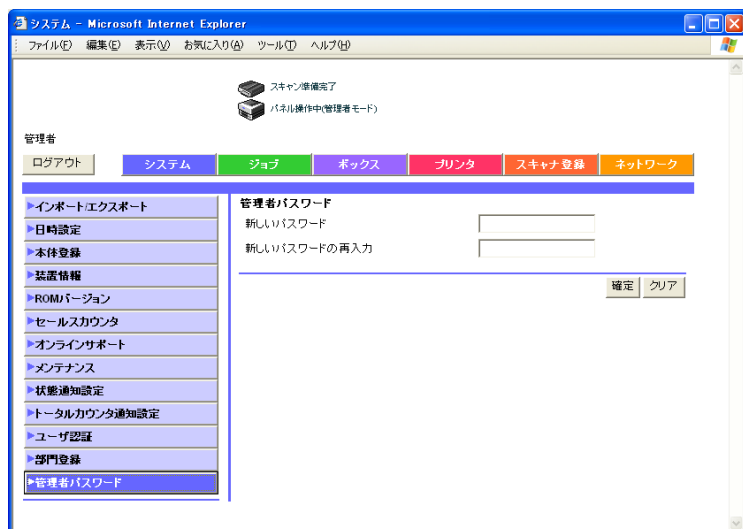 システム - Microsoft Internet Explorer
ファイル(F) 編集(E) 表示(V) お気に入り(A) ツール(T) ヘルプ(H)
スキャン準備完了
パネル操作中(管理者モード)
管理者
ログアウト システム ジョブ ボックス プリンタ スキャナ登録 ネットワーク
インポート/エクスポート
日時設定
本体登録
装置情報
ROMバージョン
セールスカウンタ
オンラインサポート
メンテナンス
状態通知設定
トータルカウンタ通知設定
ユーザ認証
部門登録
管理者パスワード
管理者パスワード
新しいパスワード
新しいパスワードの再入力
確定 クリア